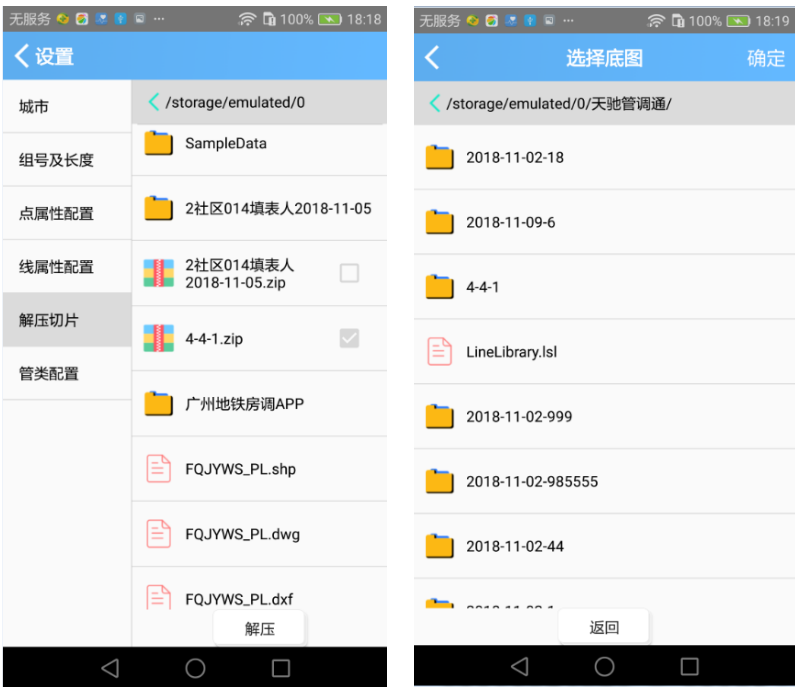 无服务 ... 100% 18:18
设置
城市
组号及长度
点属性配置
线属性配置
解压切片
管类配置
/storage/emulated/0
SampleData
2社区014填表人2018-11-05
2社区014填表人
2018-11-05.zip
4-4-1.zip
广州地铁房调APP
FQJYWS_PL.shp
FQJYWS_PL.dwg
FQJYWS_PL.dxf
解压
无服务 ... 100% 18:19
选择底图 确定
/storage/emulated/0/天驰管调通/
2018-11-02-18
2018-11-09-6
4-4-1
LineLibrary.lsl
2018-11-02-999
2018-11-02-985555
2018-11-02-44
返回